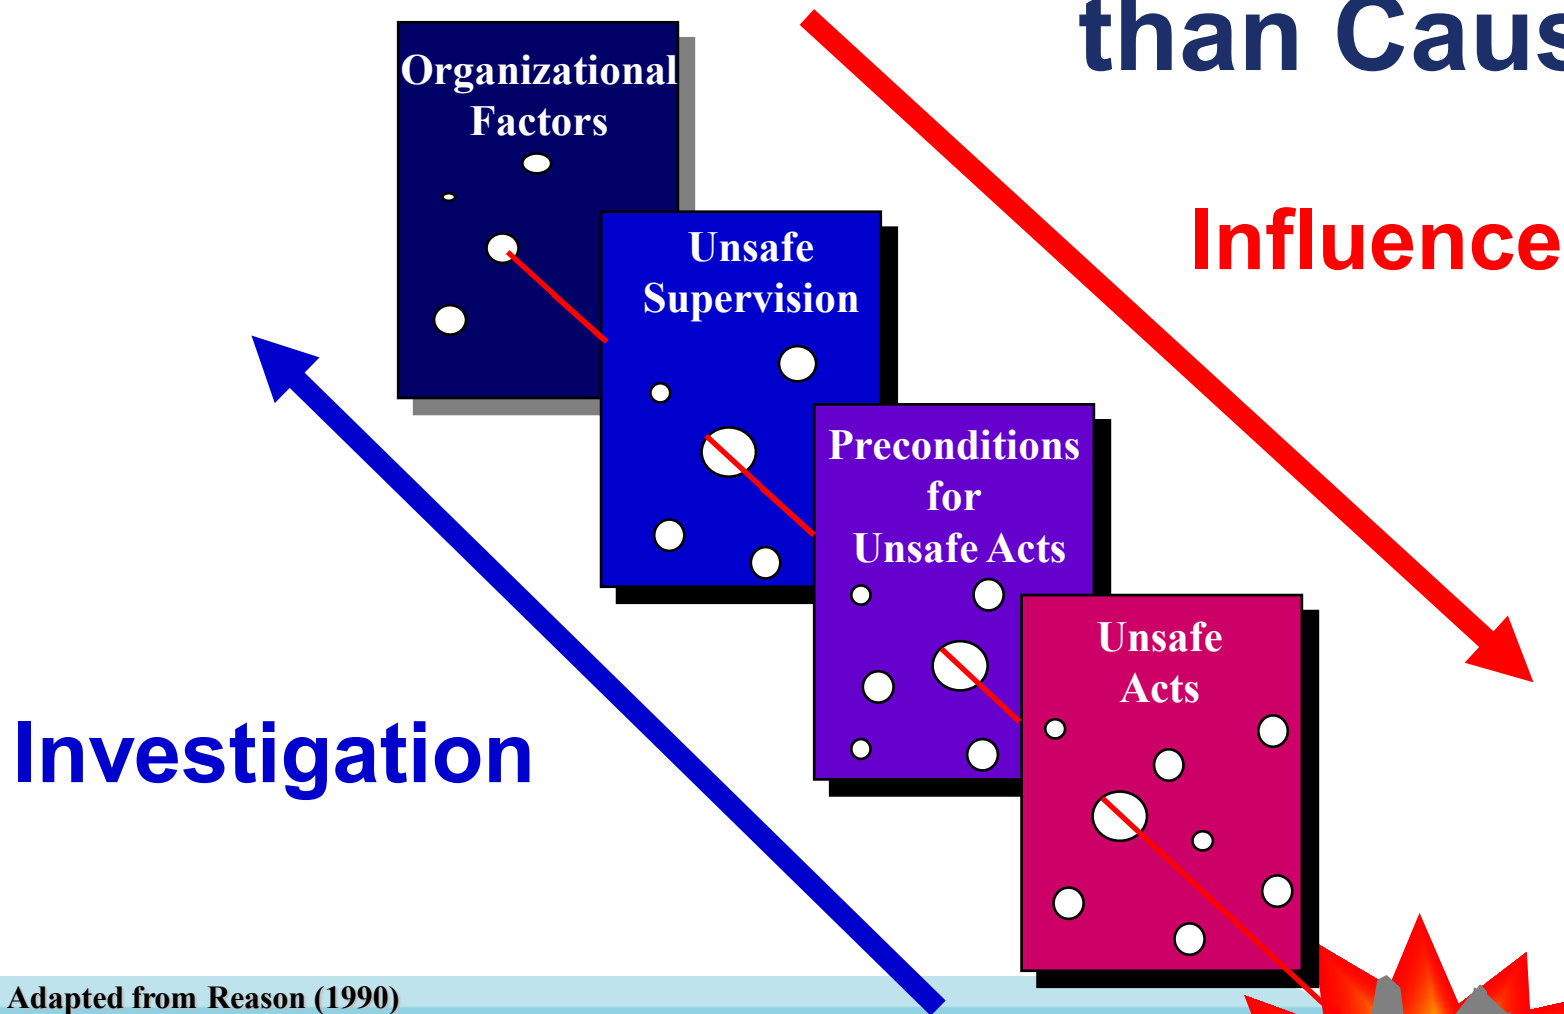 than Caus
Organizational
Factors
Influence
Unsafe
Supervision
Preconditions
for
Unsafe Acts
Unsafe
Acts
Investigation
Adapted from Reason (1990)